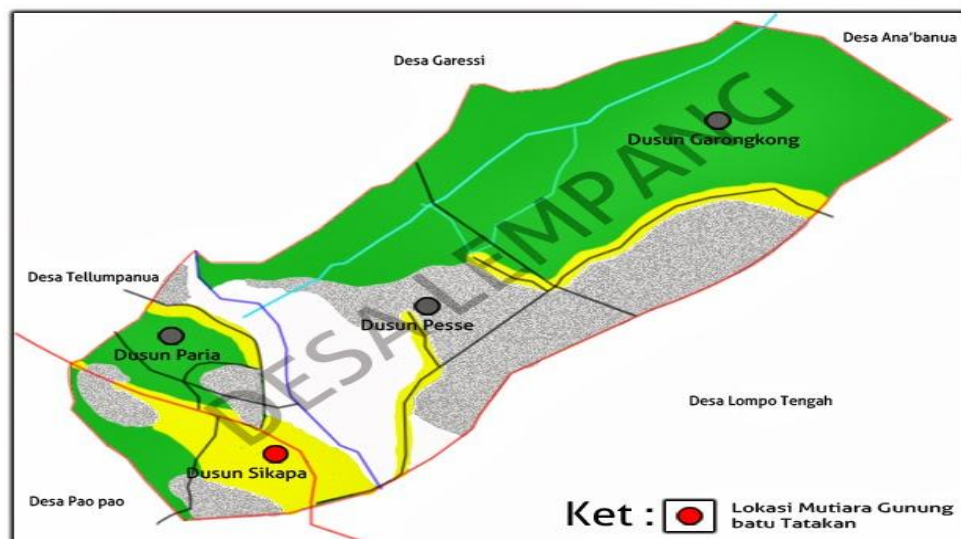 Desa Ana'banua
Desa Garessi
Dusun Garongkong
Desa Tellumpanua
Dusun Pesse
Dusun Paria
DESA LEMPANG
Desa Lompo Tengah
Dusun Sikapa
Desa Pao pao
Ket :
Lokasi Mutiara Gunung
batu Tatakan